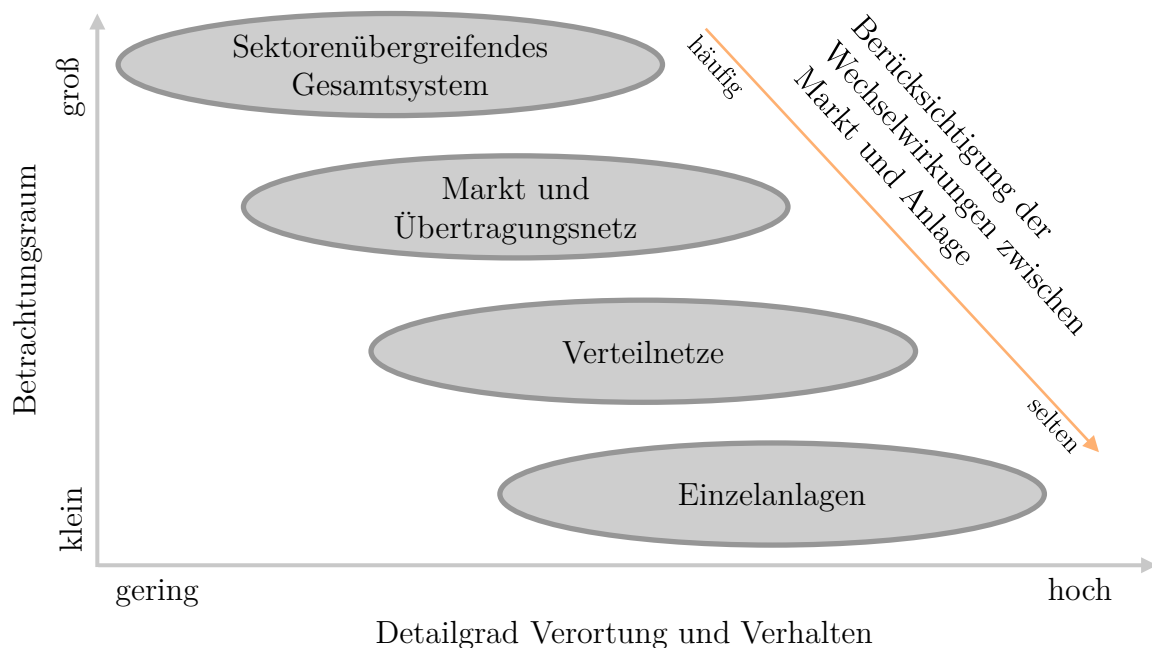 Sektorenübergreifendes
Gesamtsystem
Markt und
Übertragungsnetz
Verteilnetze
Einzelanlagen
häufig
Berücksichtigung der
Wechselwirkungen zwischen
Markt und Anlage
selten
groß
Betrachtungsraum
klein
gering
hoch
Detailgrad Verortung und Verhalten